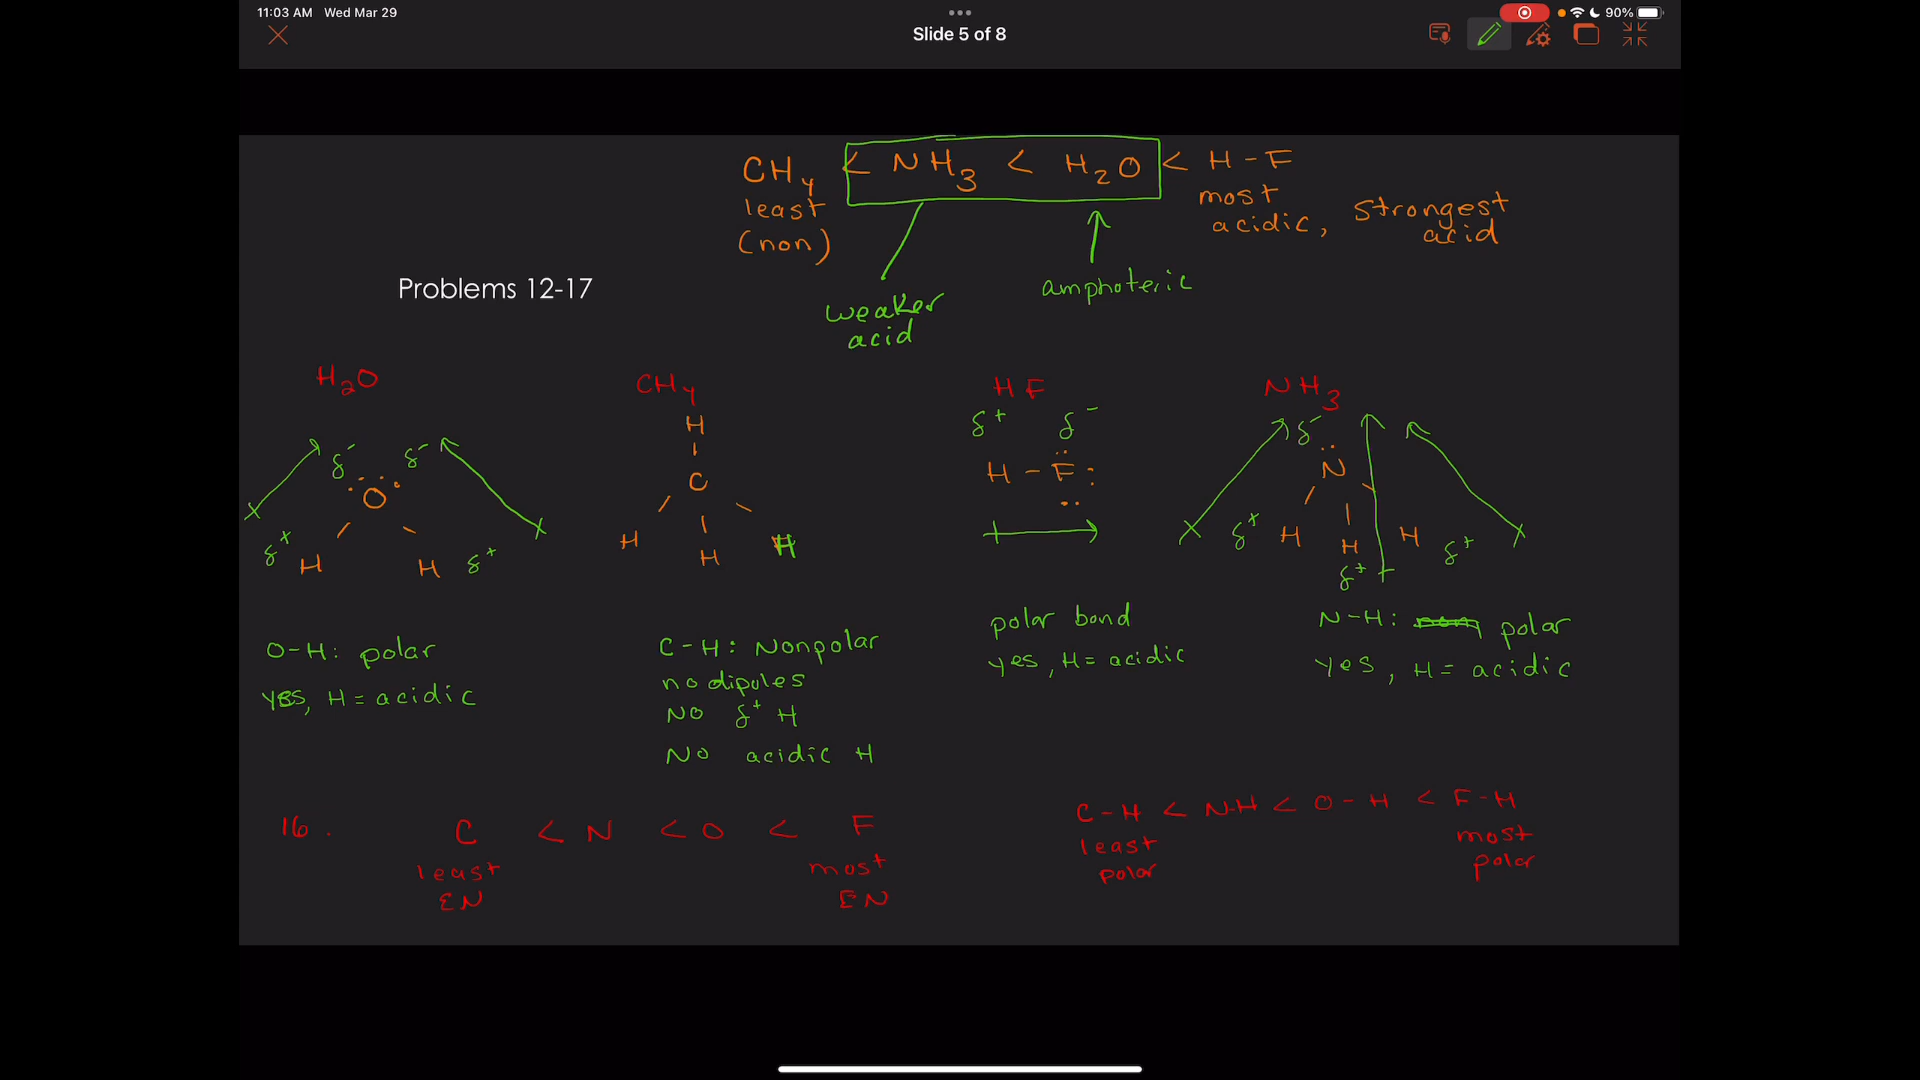 11:03 AM Wed Mar 29
90%
Slide 5 of 8
CH4 < NH3 < H2O < H-F
least
(non)
most
acidic, strongest
acid
weaker
acid
amphoteric
Problems 12-17
H2O
δ- δ-
O
δ+ H H δ+
O-H: polar
yes, H = acidic
CH4
H
C
H H H
C-H: Nonpolar
no dipoles
No δ+ H
No acidic H
HF
δ+ δ-
H-F
polar bond
yes, H = acidic
NH3
δ-
N
δ+ H H H δ+
δ+
N-H: non polar
yes, H = acidic
16. C < N < O < F
least
EN
most
EN
C-H < N-H < O-H < F-H
least
polar
most
polar